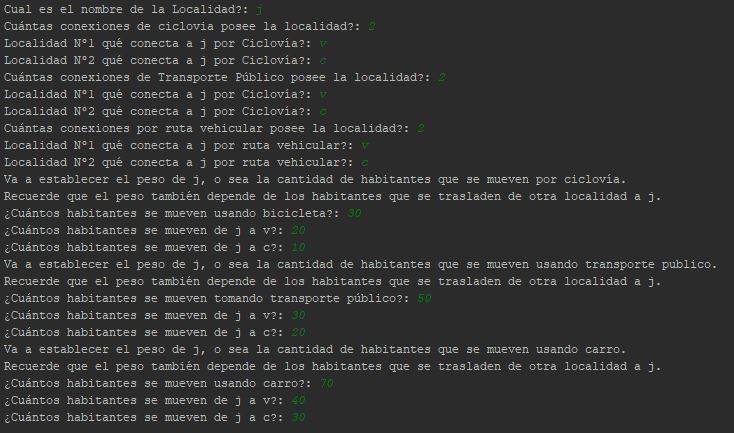 Cual es el nombre de la Localidad?: j
Cuántas conexiones de ciclovia posee la localidad?: 2
Localidad N°1 qué conecta a j por Ciclovía?: v
Localidad N°2 qué conecta a j por Ciclovía?: c
Cuántas conexiones de Transporte Público posee la localidad?: 2
Localidad N°1 qué conecta a j por Ciclovía?: v
Localidad N°2 qué conecta a j por Ciclovía?: c
Cuántas conexiones por ruta vehicular posee la localidad?: 2
Localidad N°1 qué conecta a j por ruta vehicular?: v
Localidad N°2 qué conecta a j por ruta vehicular?: c
Va a establecer el peso de j, o sea la cantidad de habitantes que se mueven por ciclovía.
Recuerde que el peso también depende de los habitantes que se trasladen de otra localidad a j.
¿Cuántos habitantes se mueven usando bicicleta?: 30
¿Cuántos habitantes se mueven de j a v?: 20
¿Cuántos habitantes se mueven de j a c?: 10
Va a establecer el peso de j, o sea la cantidad de habitantes que se mueven usando transporte publico.
Recuerde que el peso también depende de los habitantes que se trasladen de otra localidad a j.
¿Cuántos habitantes se mueven tomando transporte público?: 50
¿Cuántos habitantes se mueven de j a v?: 30
¿Cuántos habitantes se mueven de j a c?: 20
Va a establecer el peso de j, o sea la cantidad de habitantes que se mueven usando carro.
Recuerde que el peso también depende de los habitantes que se trasladen de otra localidad a j.
¿Cuántos habitantes se mueven usando carro?: 70
¿Cuántos habitantes se mueven de j a v?: 40
¿Cuántos habitantes se mueven de j a c?: 30